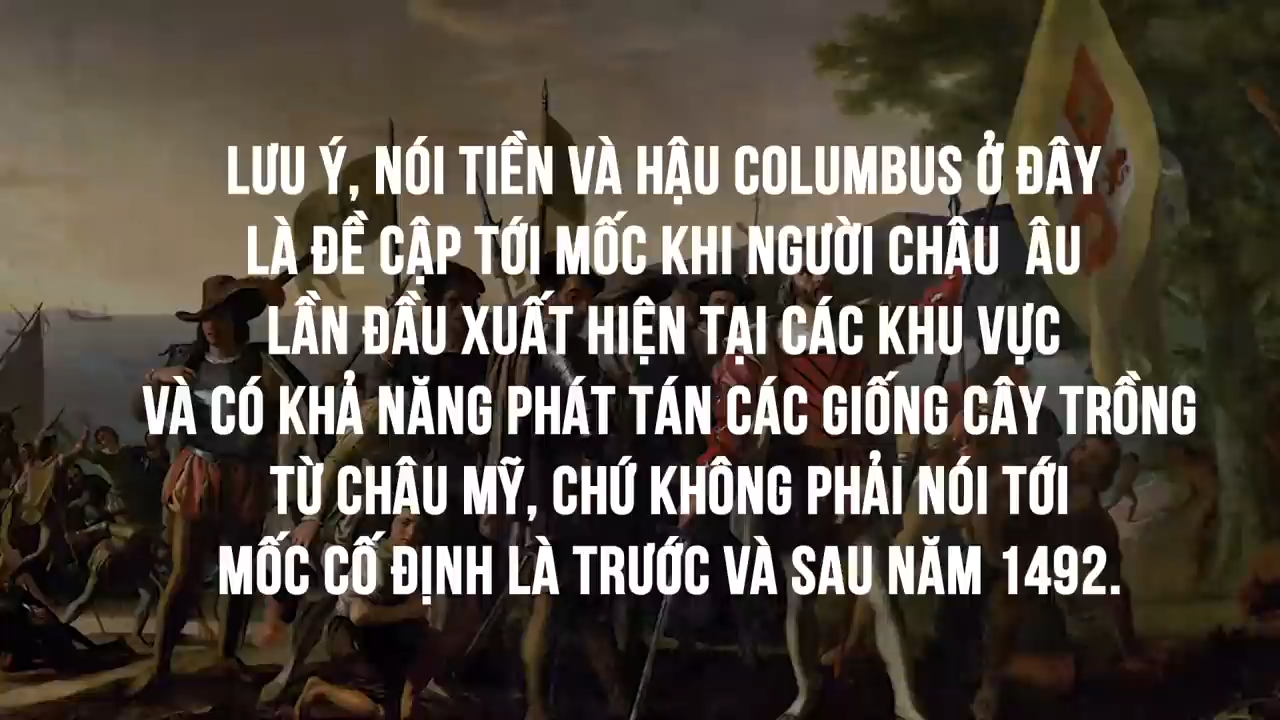 LƯU Ý, NÓI TIỀN VÀ HẬU COLUMBUS Ở ĐÂY
LÀ ĐỀ CẬP TỚI MỐC KHI NGƯỜI CHÂU ÂU
LẦN ĐẦU XUẤT HIỆN TẠI CÁC KHU VỰC
VÀ CÓ KHẢ NĂNG PHÁT TÁN CÁC GIỐNG CÂY TRỒNG
TỪ CHÂU MỸ, CHỨ KHÔNG PHẢI NÓI TỚI
MỐC CỐ ĐỊNH LÀ TRƯỚC VÀ SAU NĂM 1492.